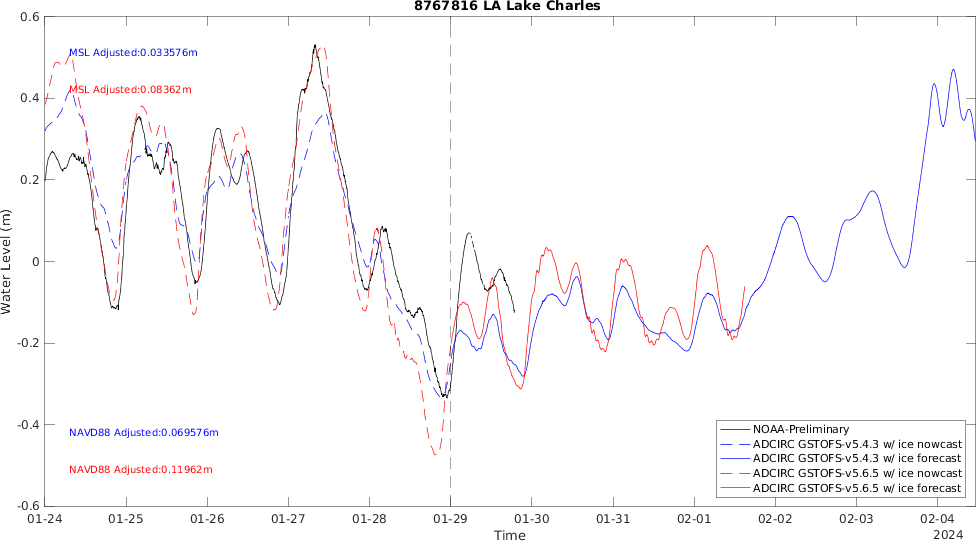 8767816 LA Lake Charles
0.6
0.4
0.2
0
-0.2
-0.4
-0.6
Water Level (m)
MSL Adjusted:0.033576m
MSL Adjusted:0.08362m
NAVD88 Adjusted:0.069576m
NAVD88 Adjusted:0.11962m
NOAA-Preliminary
ADCIRC GSTOFS-v5.4.3 w/ ice nowcast
ADCIRC GSTOFS-v5.4.3 w/ ice forecast
ADCIRC GSTOFS-v5.6.5 w/ ice nowcast
ADCIRC GSTOFS-v5.6.5 w/ ice forecast
01-24 01-25 01-26 01-27 01-28 01-29 01-30 01-31 02-01 02-02 02-03 02-04
Time
2024